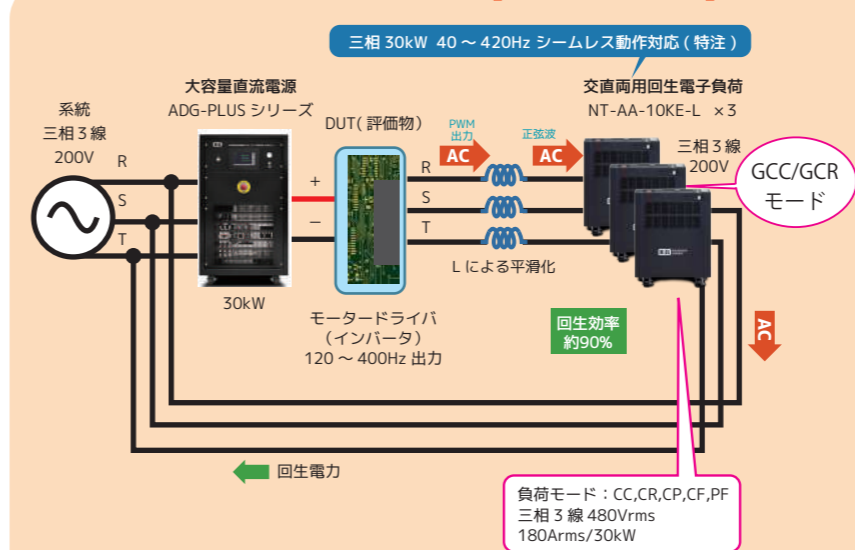 三相 30kW 40 ～ 420Hz シームレス動作対応 ( 特注 )
大容量直流電源
ADG-PLUS シリーズ
交直両用回生電子負荷
NT-AA-10KE-L ×3
系統
三相 3 線
200V
DUT( 評価物 )
PWM
出力
AC
正弦波
AC
三相 3 線
200V
GCC/GCR
モード
R
S
T
+
−
R
S
T
L による平滑化
30kW
モータードライバ
（インバータ）
120 ～ 400Hz 出力
回生効率
約90%
AC
回生電力
負荷モード：CC,CR,CP,CF,PF
三相 3 線 480Vrms
180Arms/30kW